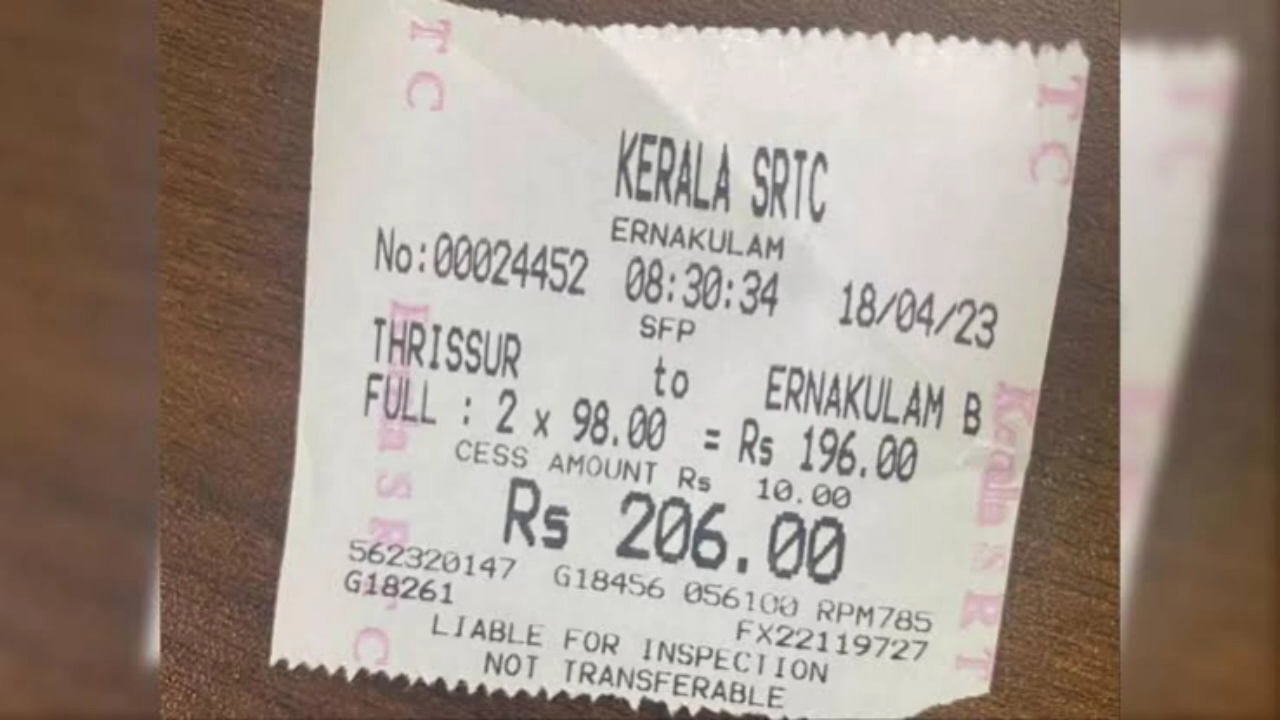 T C
T C
KERALA SRTC
ERNAKULAM
No:00024452 08:30:34 18/04/23
SFP
THRISSUR to ERNAKULAM B
FULL : 2 x 98.00 = Rs 196.00
CESS AMOUNT Rs 10.00
Rs 206.00
562320147 G18456 056100 RPM785
G18261 FX22119727
LIABLE FOR INSPECTION
NOT TRANSFERABLE
Kerala S R T C
Kerala S R T